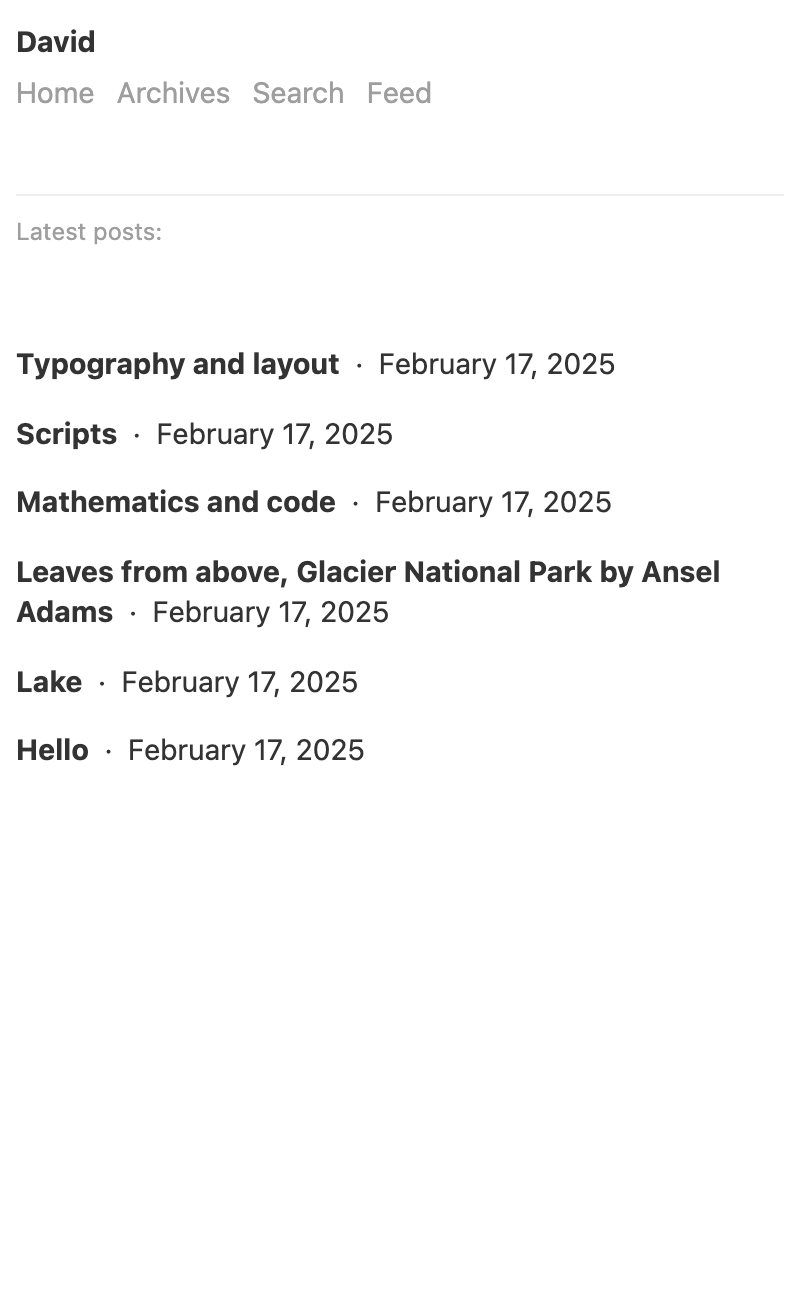 David
Home Archives Search Feed
Latest posts:
Typography and layout · February 17, 2025
Scripts · February 17, 2025
Mathematics and code · February 17, 2025
Leaves from above, Glacier National Park by Ansel
Adams · February 17, 2025
Lake · February 17, 2025
Hello · February 17, 2025